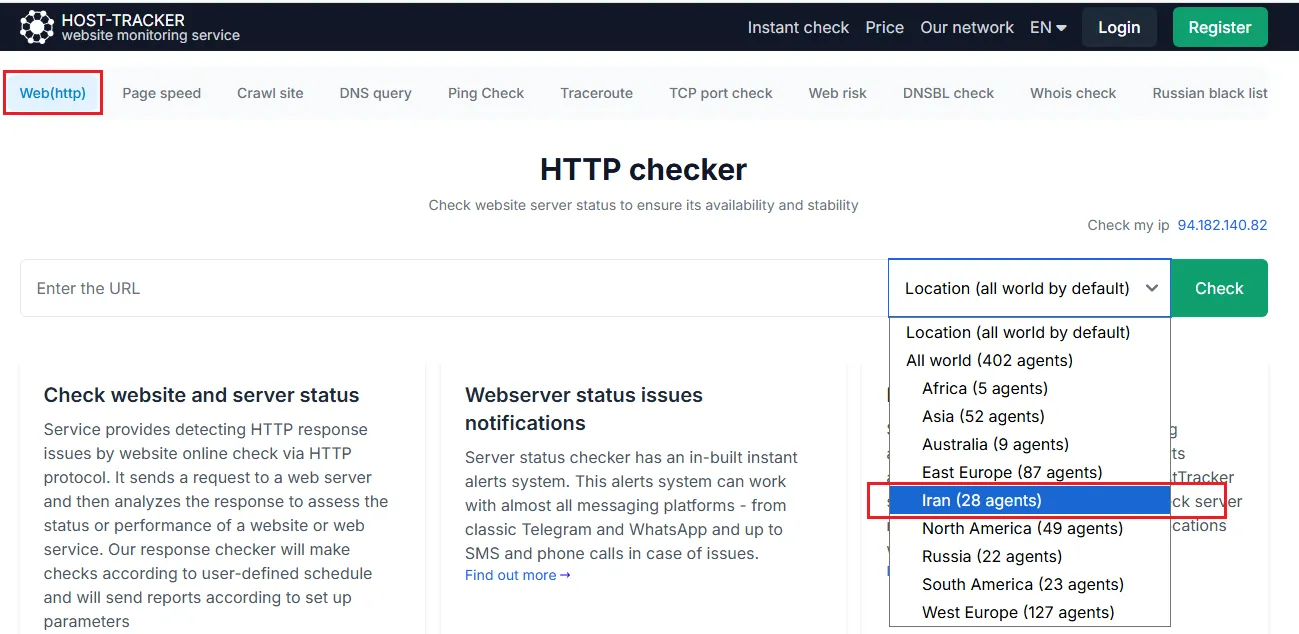 HOST-TRACKER
website monitoring service
Instant check
Price
Our network
EN
Login
Register
Web(http)
Page speed
Crawl site
DNS query
Ping Check
Traceroute
TCP port check
Web risk
DNSBL check
Whois check
Russian black list
HTTP checker
Check website server status to ensure its availability and stability
Check my ip 94.182.140.82
Enter the URL
Location (all world by default)
Check
Location (all world by default)
All world (402 agents)
Africa (5 agents)
Asia (52 agents)
Australia (9 agents)
East Europe (87 agents)
Iran (28 agents)
North America (49 agents)
Russia (22 agents)
South America (23 agents)
West Europe (127 agents)
Check website and server status
Service provides detecting HTTP response
issues by website online check via HTTP
protocol. It sends a request to a web server
and then analyzes the response to assess the
status or performance of a website or web
service. Our response checker will make
checks according to user-defined schedule
and will send reports according to set up
parameters
Webserver status issues
notifications
Server status checker has an in-built instant
alerts system. This alerts system can work
with almost all messaging platforms - from
classic Telegram and WhatsApp and up to
SMS and phone calls in case of issues.
Find out more →